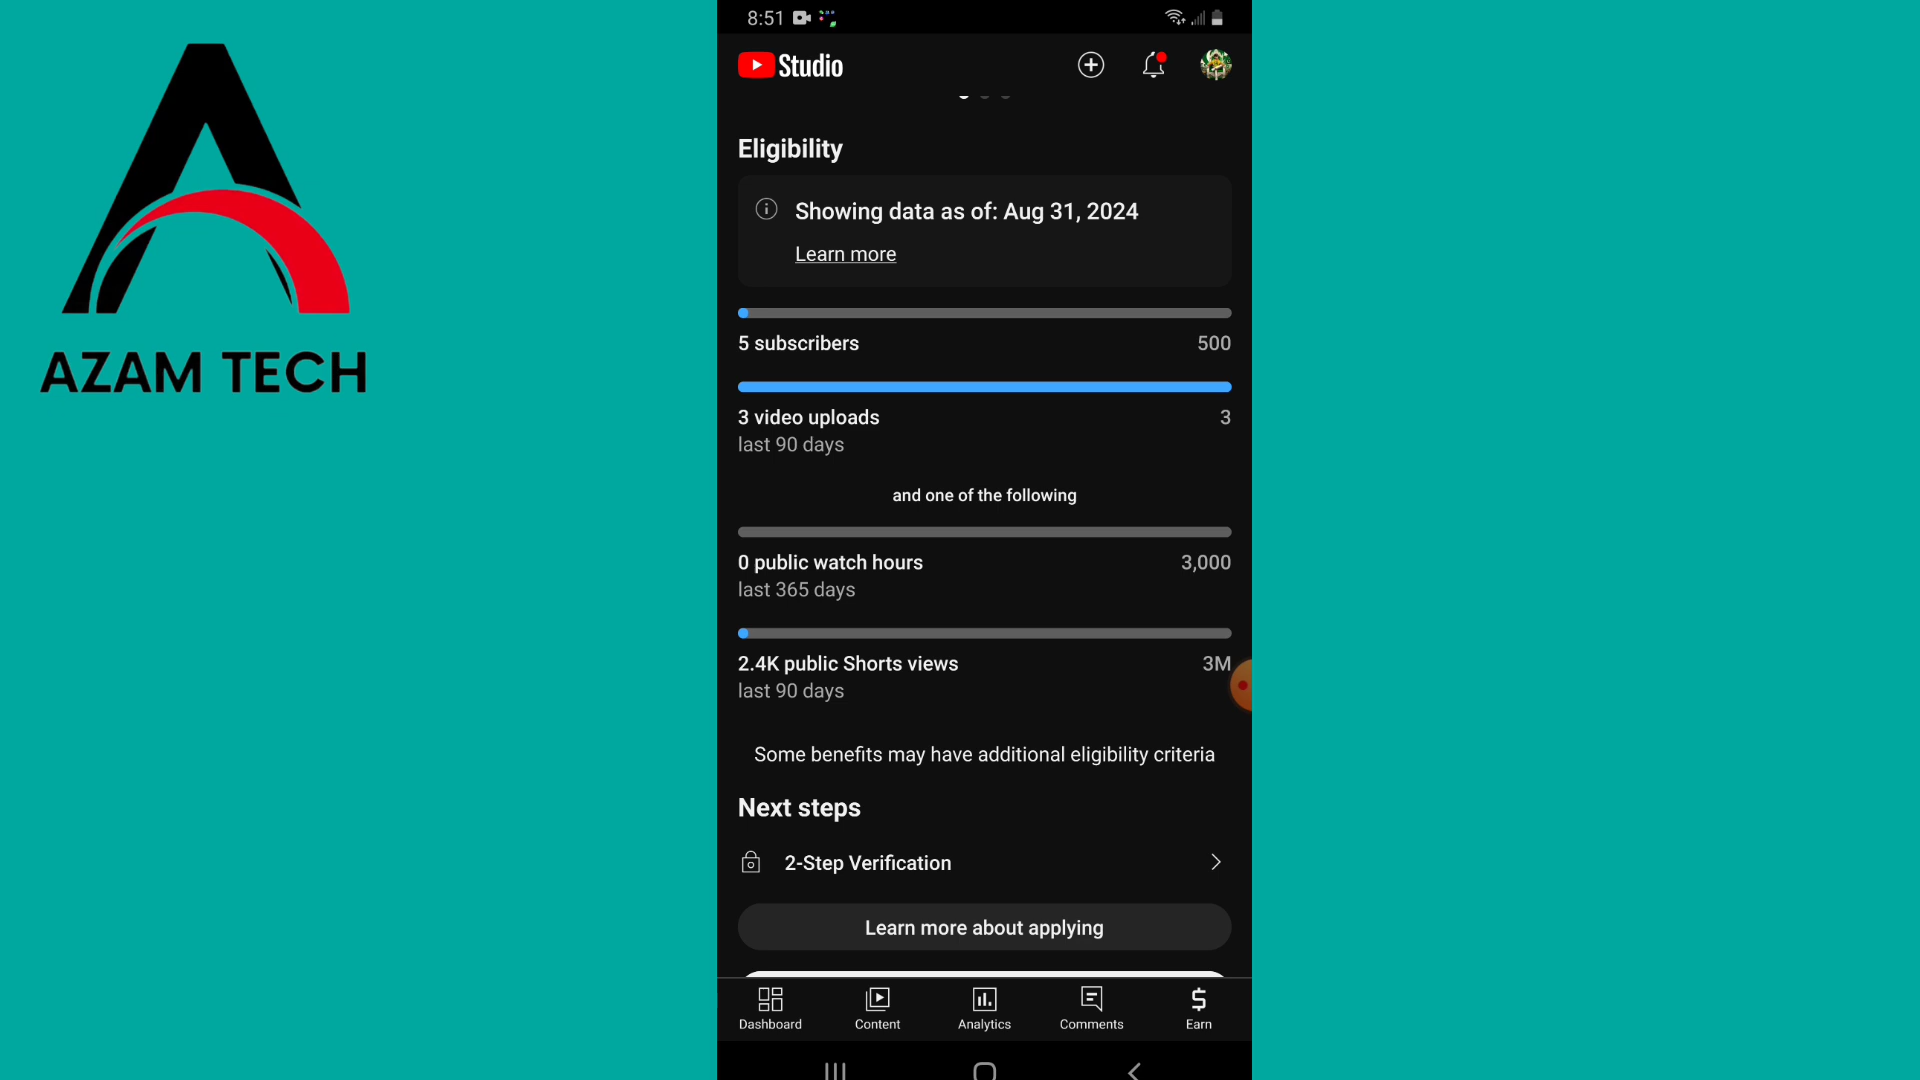 8:51
Studio
AZAM TECH
Eligibility
Showing data as of: Aug 31, 2024
Learn more
5 subscribers 500
3 video uploads 3
last 90 days
and one of the following
0 public watch hours 3,000
last 365 days
2.4K public Shorts views 3M
last 90 days
Some benefits may have additional eligibility criteria
Next steps
2-Step Verification
Learn more about applying
Dashboard Content Analytics Comments Earn